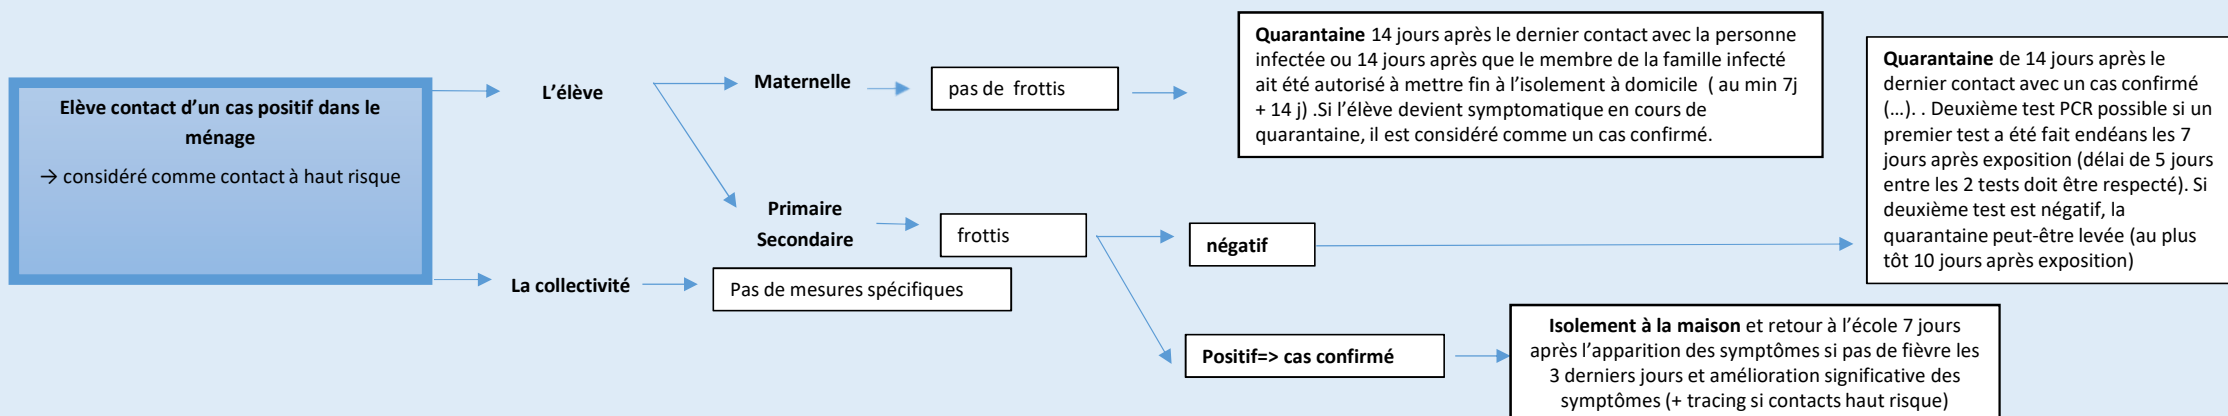 Elève contact d’un cas positif dans le
ménage
→ considéré comme contact à haut risque
L’élève
Maternelle
pas de frottis
Quarantaine 14 jours après le dernier contact avec la personne
infectée ou 14 jours après que le membre de la famille infecté
ait été autorisé à mettre fin à l’isolement à domicile ( au min 7j
+ 14 j) .Si l’élève devient symptomatique en cours de
quarantaine, il est considéré comme un cas confirmé.
Primaire
Secondaire
frottis
négatif
Quarantaine de 14 jours après le
dernier contact avec un cas confirmé
(...). . Deuxième test PCR possible si un
premier test a été fait endéans les 7
jours après exposition (délai de 5 jours
entre les 2 tests doit être respecté). Si
deuxième test est négatif, la
quarantaine peut-être levée (au plus
tôt 10 jours après exposition)
Positif=> cas confirmé
Isolement à la maison et retour à l’école 7 jours
après l’apparition des symptômes si pas de fièvre les
3 derniers jours et amélioration significative des
symptômes (+ tracing si contacts haut risque)
La collectivité
Pas de mesures spécifiques